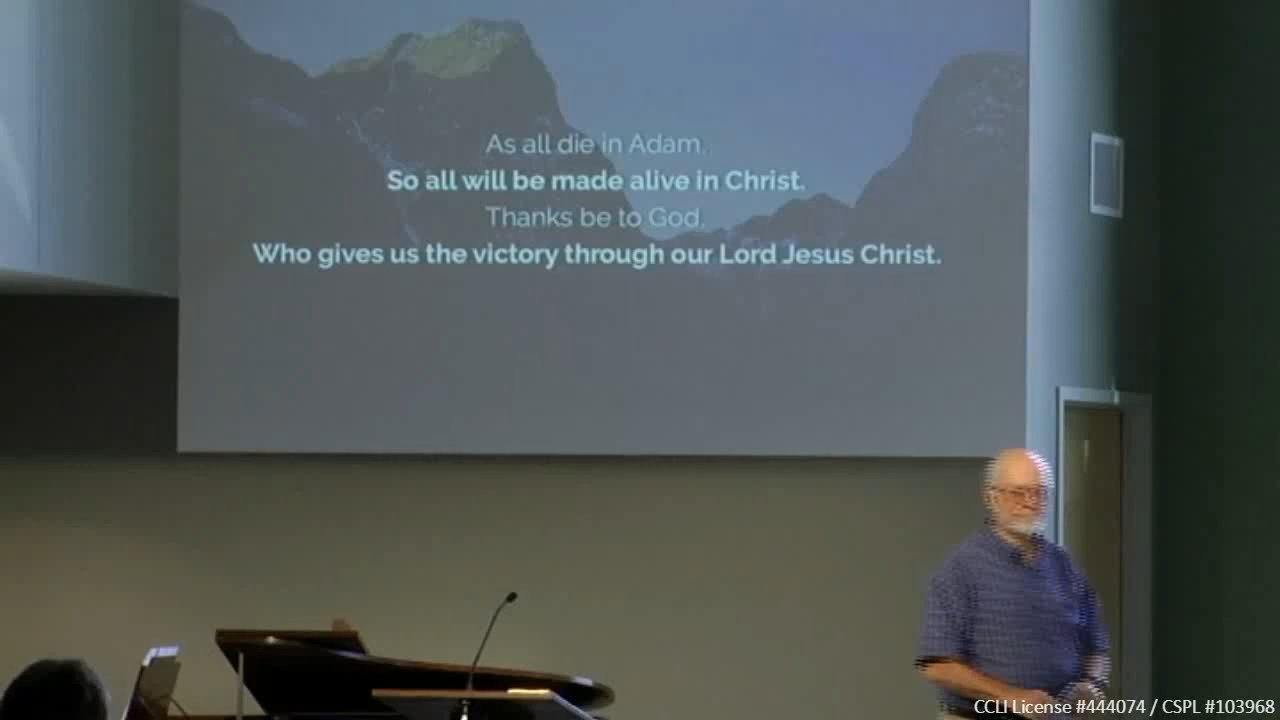 As all die in Adam.
So all will be made alive in Christ.
Thanks be to God.
Who gives us the victory through our Lord Jesus Christ.
CCLI License #444074 / CSPL #103968